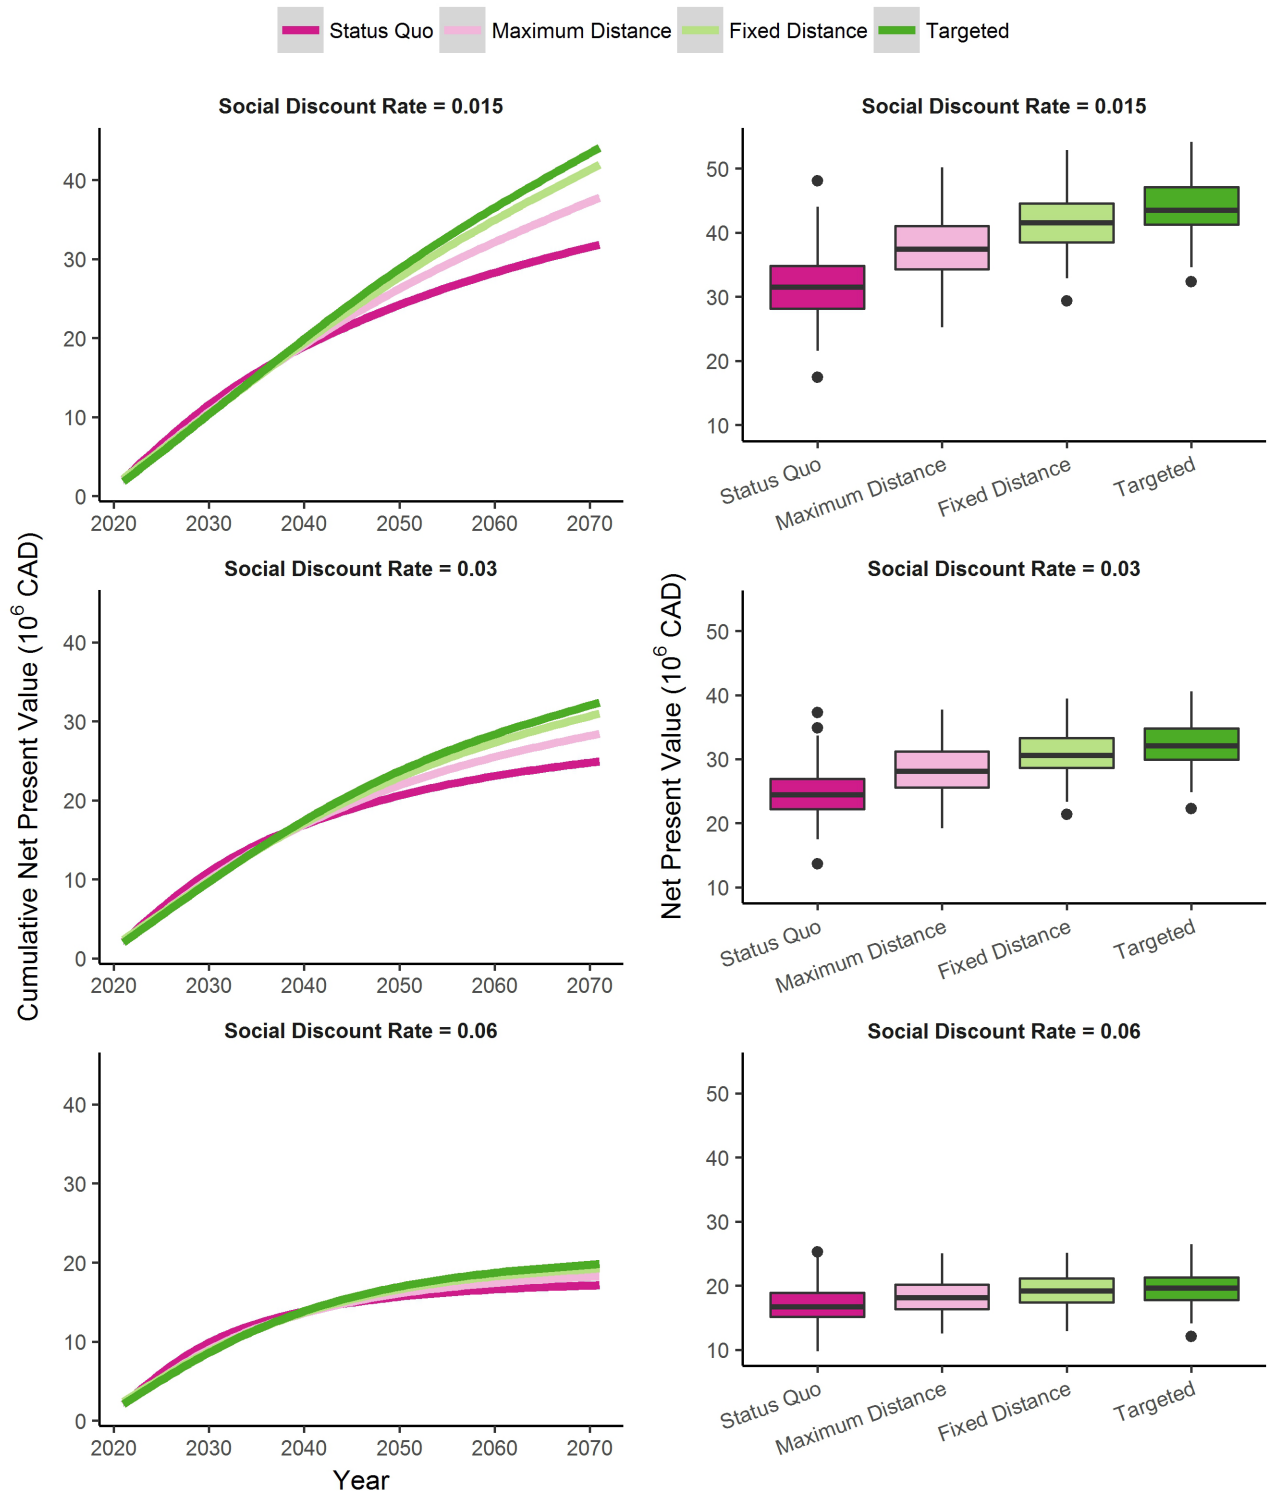 Status Quo Maximum Distance Fixed Distance Targeted
Social Discount Rate = 0.015
40
30
20
10
0
2020 2030 2040 2050 2060 2070
Social Discount Rate = 0.015
50
40
30
20
10
Status Quo Maximum Distance Fixed Distance Targeted
Cumulative Net Present Value (10⁶ CAD)
Social Discount Rate = 0.03
40
30
20
10
0
2020 2030 2040 2050 2060 2070
Net Present Value (10⁶ CAD)
Social Discount Rate = 0.03
50
40
30
20
10
Status Quo Maximum Distance Fixed Distance Targeted
Social Discount Rate = 0.06
40
30
20
10
0
2020 2030 2040 2050 2060 2070
Year
Social Discount Rate = 0.06
50
40
30
20
10
Status Quo Maximum Distance Fixed Distance Targeted